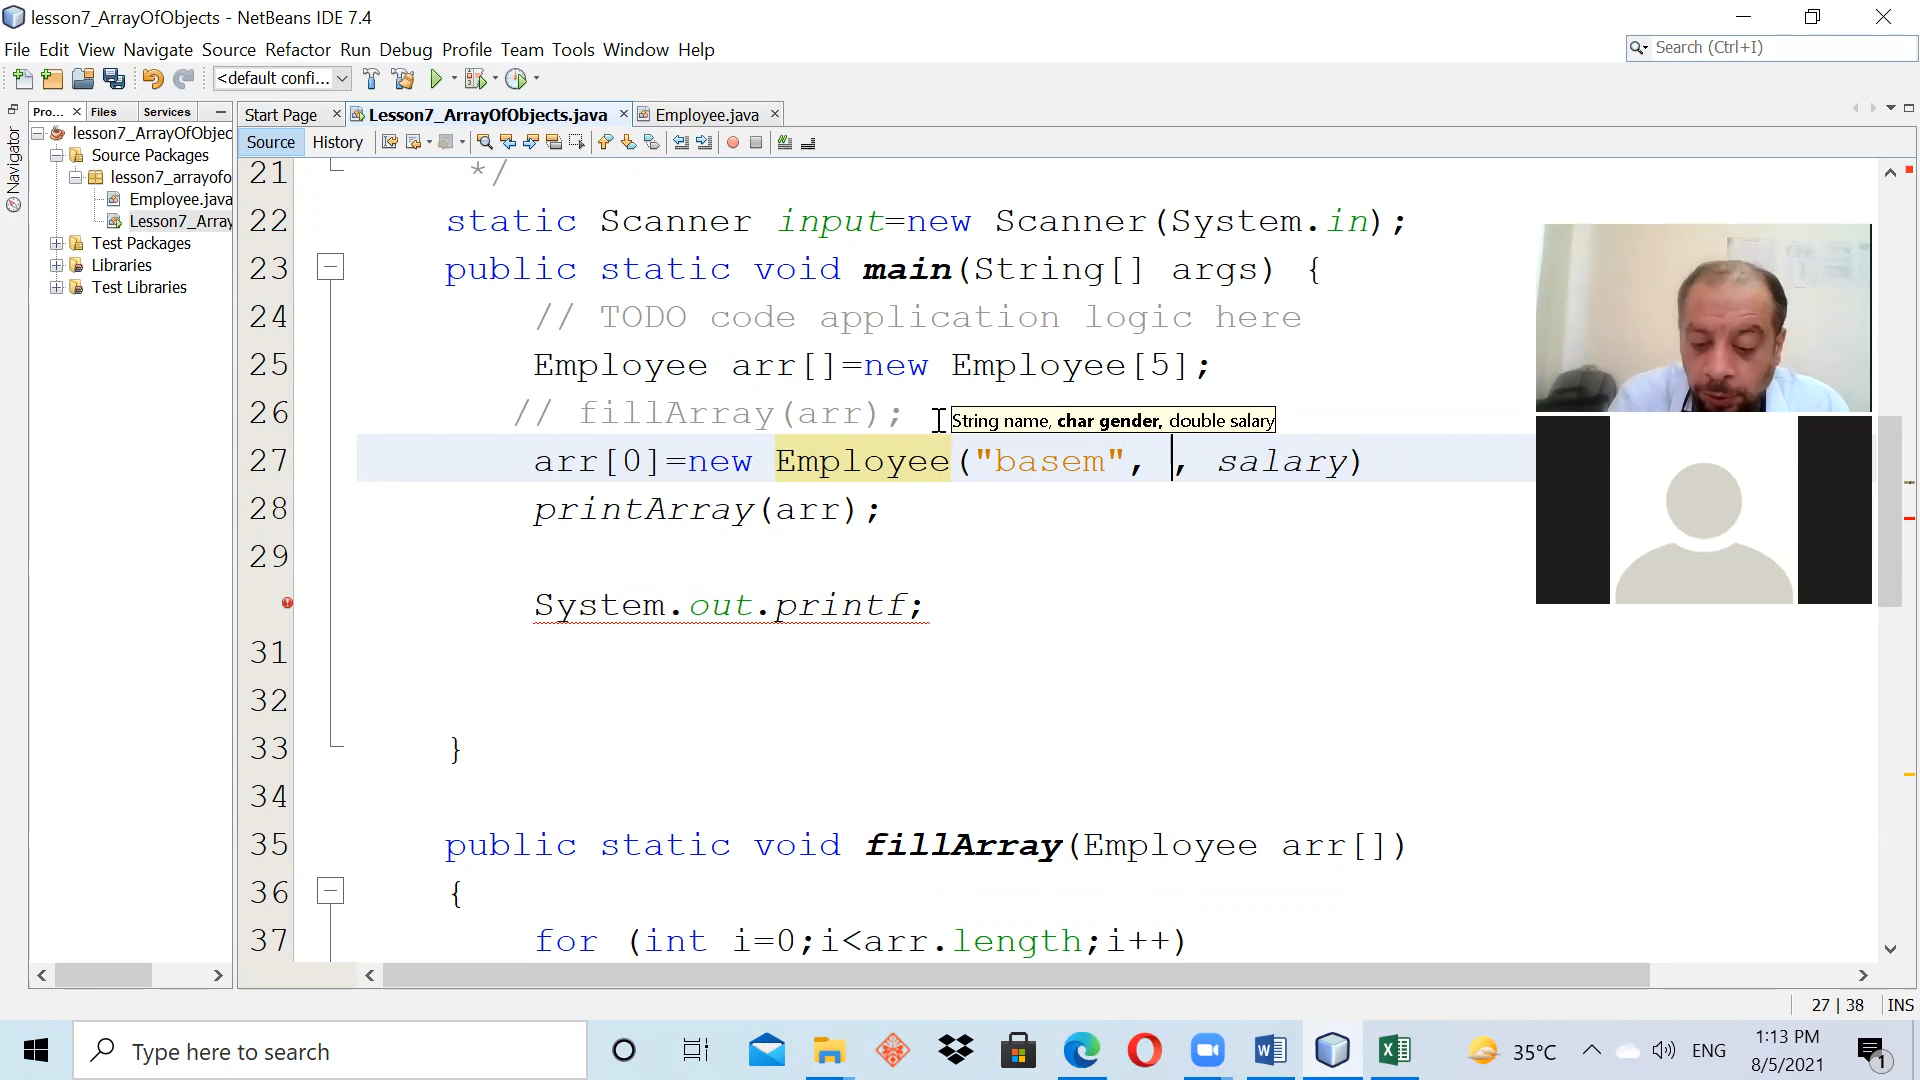 lesson7_ArrayOfObjects - NetBeans IDE 7.4
File Edit View Navigate Source Refactor Run Debug Profile Team Tools Window Help
Search (Ctrl+I)
<default confi...
Pro... × Files Services
Start Page × Lesson7_ArrayOfObjects.java × Employee.java ×
Navigator
Source History
lesson7_ArrayOfObjec
Source Packages
lesson7_arrayofo
Employee.java
Lesson7_Array
Test Packages
Libraries
Test Libraries
21 */
22 static Scanner input=new Scanner(System.in);
23 public static void main(String[] args) {
24 // TODO code application logic here
25 Employee arr[]=new Employee[5];
26 // fillArray(arr);
String name, char gender, double salary
27 arr[0]=new Employee("basem", , salary)
28 printArray(arr);
29
System.out.printf;
31
32
33 }
34
35 public static void fillArray(Employee arr[])
36 {
37 for (int i=0;i<arr.length;i++)
27 | 38 INS
Type here to search
35°C ENG
1:13 PM
8/5/2021
1